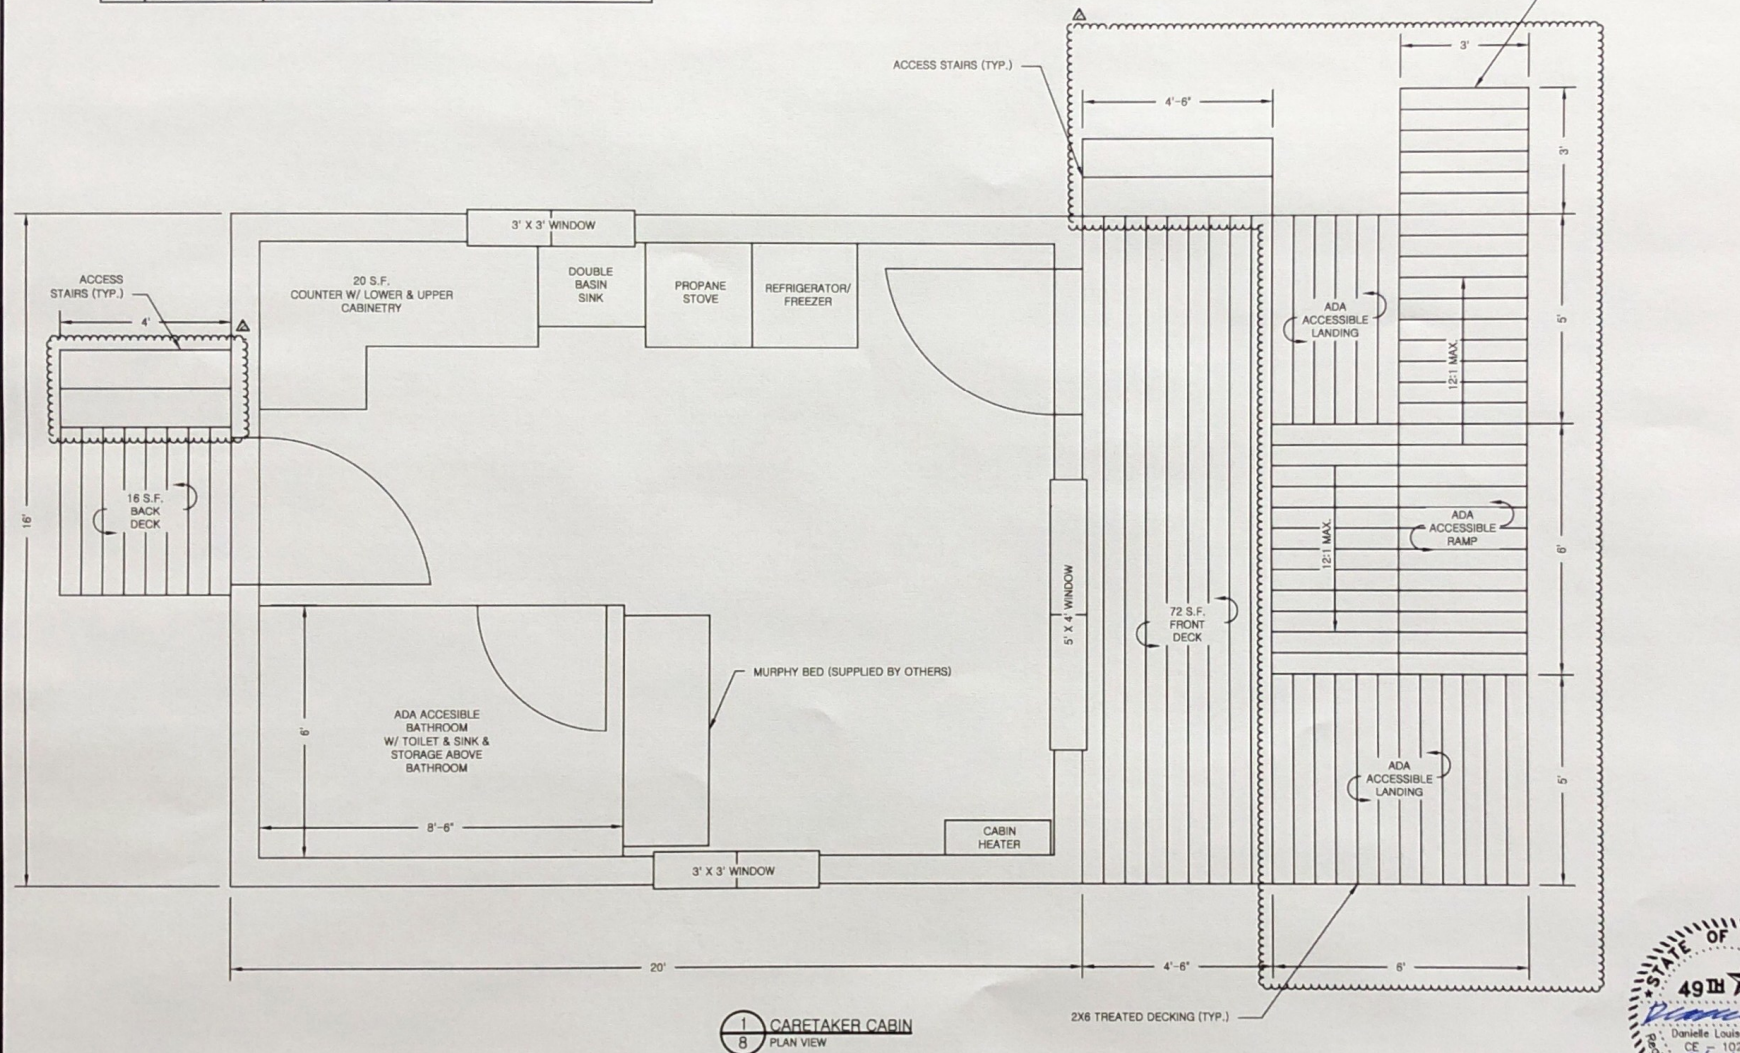 ACCESS STAIRS (TYP.)
3'
4'-6"
3'
3' X 3' WINDOW
ACCESS
STAIRS (TYP.)
4'
20 S.F.
COUNTER W/ LOWER & UPPER
CABINETRY
DOUBLE
BASIN
SINK
PROPANE
STOVE
REFRIGERATOR/
FREEZER
ADA
ACCESSIBLE
LANDING
5'
12:1 MAX.
16'
16 S.F.
BACK
DECK
12:1 MAX.
ADA
ACCESSIBLE
RAMP
6'
5' X 4' WINDOW
72 S.F.
FRONT
DECK
MURPHY BED (SUPPLIED BY OTHERS)
6'
ADA ACCESIBLE
BATHROOM
W/ TOILET & SINK &
STORAGE ABOVE
BATHROOM
8'-6"
ADA
ACCESSIBLE
LANDING
5'
CABIN
HEATER
3' X 3' WINDOW
20'
4'-6"
6'
2X6 TREATED DECKING (TYP.)
1
8
CARETAKER CABIN
PLAN VIEW
STATE OF
49TH
Danielle
CE - 102